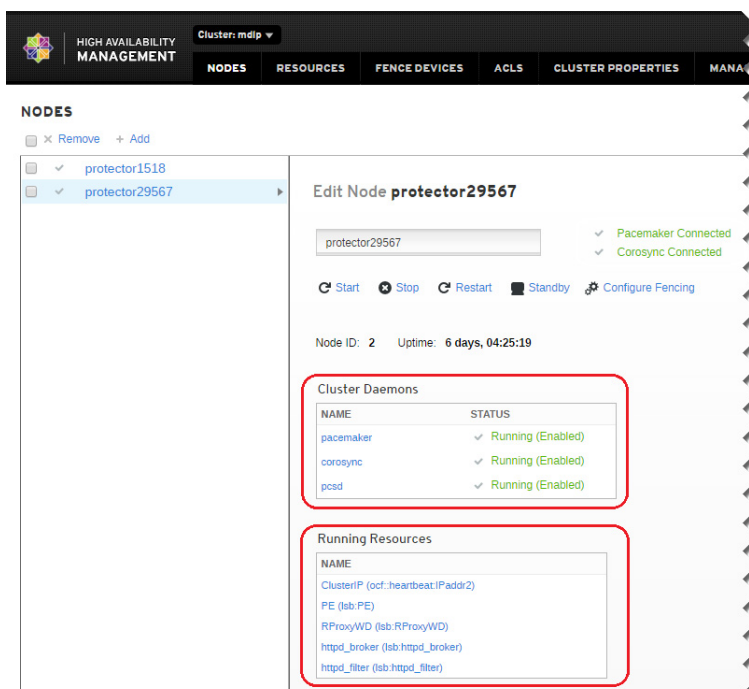 HIGH AVAILABILITY
MANAGEMENT
Cluster: mdlp
NODES RESOURCES FENCE DEVICES ACLS CLUSTER PROPERTIES MANA
NODES
Remove + Add
protector1518
protector29567
Edit Node protector29567
protector29567
Pacemaker Connected
Corosync Connected
Start Stop Restart Standby Configure Fencing
Node ID: 2 Uptime: 6 days, 04:25:19
Cluster Daemons
NAME STATUS
pacemaker Running (Enabled)
corosync Running (Enabled)
pcsd Running (Enabled)
Running Resources
NAME
ClusterIP (ocf::heartbeat:IPaddr2)
PE (lsb:PE)
RProxyWD (lsb:RProxyWD)
httpd_broker (lsb:httpd_broker)
httpd_filter (lsb:httpd_filter)